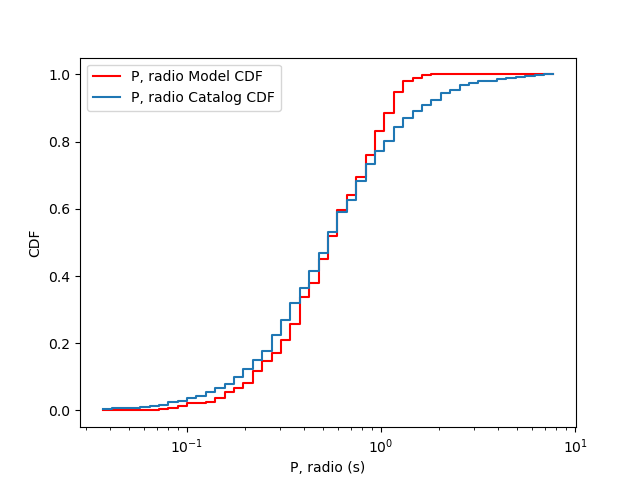 P, radio Model CDF
P, radio Catalog CDF
1.0
0.8
0.6
0.4
0.2
0.0
CDF
10⁻¹ 10⁰ 10¹
P, radio (s)